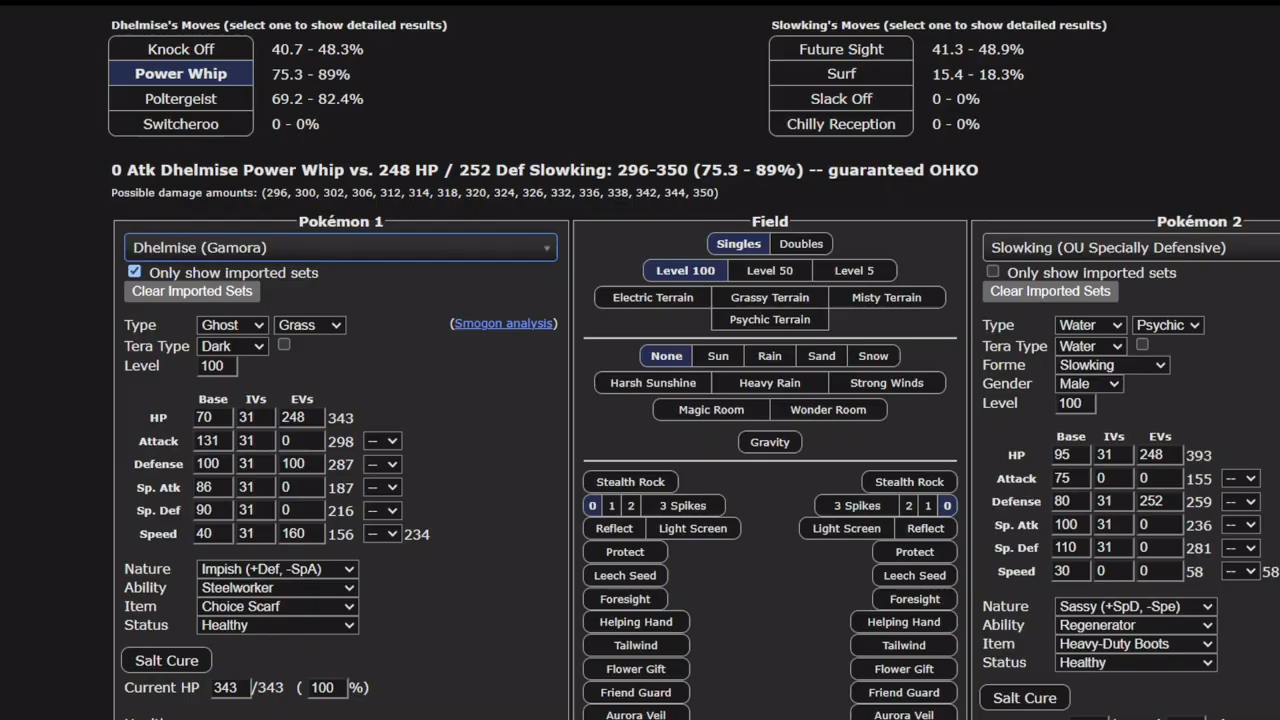 Dhelmise's Moves (select one to show detailed results)
Knock Off 40.7 - 48.3%
Power Whip 75.3 - 89%
Poltergeist 69.2 - 82.4%
Switcheroo 0 - 0%
Slowking's Moves (select one to show detailed results)
Future Sight 41.3 - 48.9%
Surf 15.4 - 18.3%
Slack Off 0 - 0%
Chilly Reception 0 - 0%
0 Atk Dhelmise Power Whip vs. 248 HP / 252 Def Slowking: 296-350 (75.3 - 89%) -- guaranteed OHKO
Possible damage amounts: (296, 300, 302, 306, 312, 314, 318, 320, 324, 326, 332, 336, 338, 342, 344, 350)
Pokémon 1
Dhelmise (Gamora)
Only show imported sets
Clear Imported Sets
Type Ghost Grass (Smogon analysis)
Tera Type Dark
Level 100
Base IVs EVs
HP 70 31 248 343
Attack 131 31 0 298 --
Defense 100 31 100 287 --
Sp. Atk 86 31 0 187 --
Sp. Def 90 31 0 216 --
Speed 40 31 160 156 -- 234
Nature Impish (+Def, -SpA)
Ability Steelworker
Item Choice Scarf
Status Healthy
Salt Cure
Current HP 343 /343 ( 100 %)
Field
Singles Doubles
Level 100 Level 50 Level 5
Electric Terrain Grassy Terrain Misty Terrain
Psychic Terrain
None Sun Rain Sand Snow
Harsh Sunshine Heavy Rain Strong Winds
Magic Room Wonder Room
Gravity
Stealth Rock Stealth Rock
0 1 2 3 Spikes 3 Spikes 2 1 0
Reflect Light Screen Light Screen Reflect
Protect Protect
Leech Seed Leech Seed
Foresight Foresight
Helping Hand Helping Hand
Tailwind Tailwind
Flower Gift Flower Gift
Friend Guard Friend Guard
Aurora Veil Aurora Veil
Pokémon 2
Slowking (OU Specially Defensive)
Only show imported sets
Clear Imported Sets
Type Water Psychic
Tera Type Water
Forme Slowking
Gender Male
Level 100
Base IVs EVs
HP 95 31 248 393
Attack 75 0 0 155 --
Defense 80 31 252 259 --
Sp. Atk 100 31 0 236 --
Sp. Def 110 31 0 281 --
Speed 30 0 0 58 -- 58
Nature Sassy (+SpD, -Spe)
Ability Regenerator
Item Heavy-Duty Boots
Status Healthy
Salt Cure